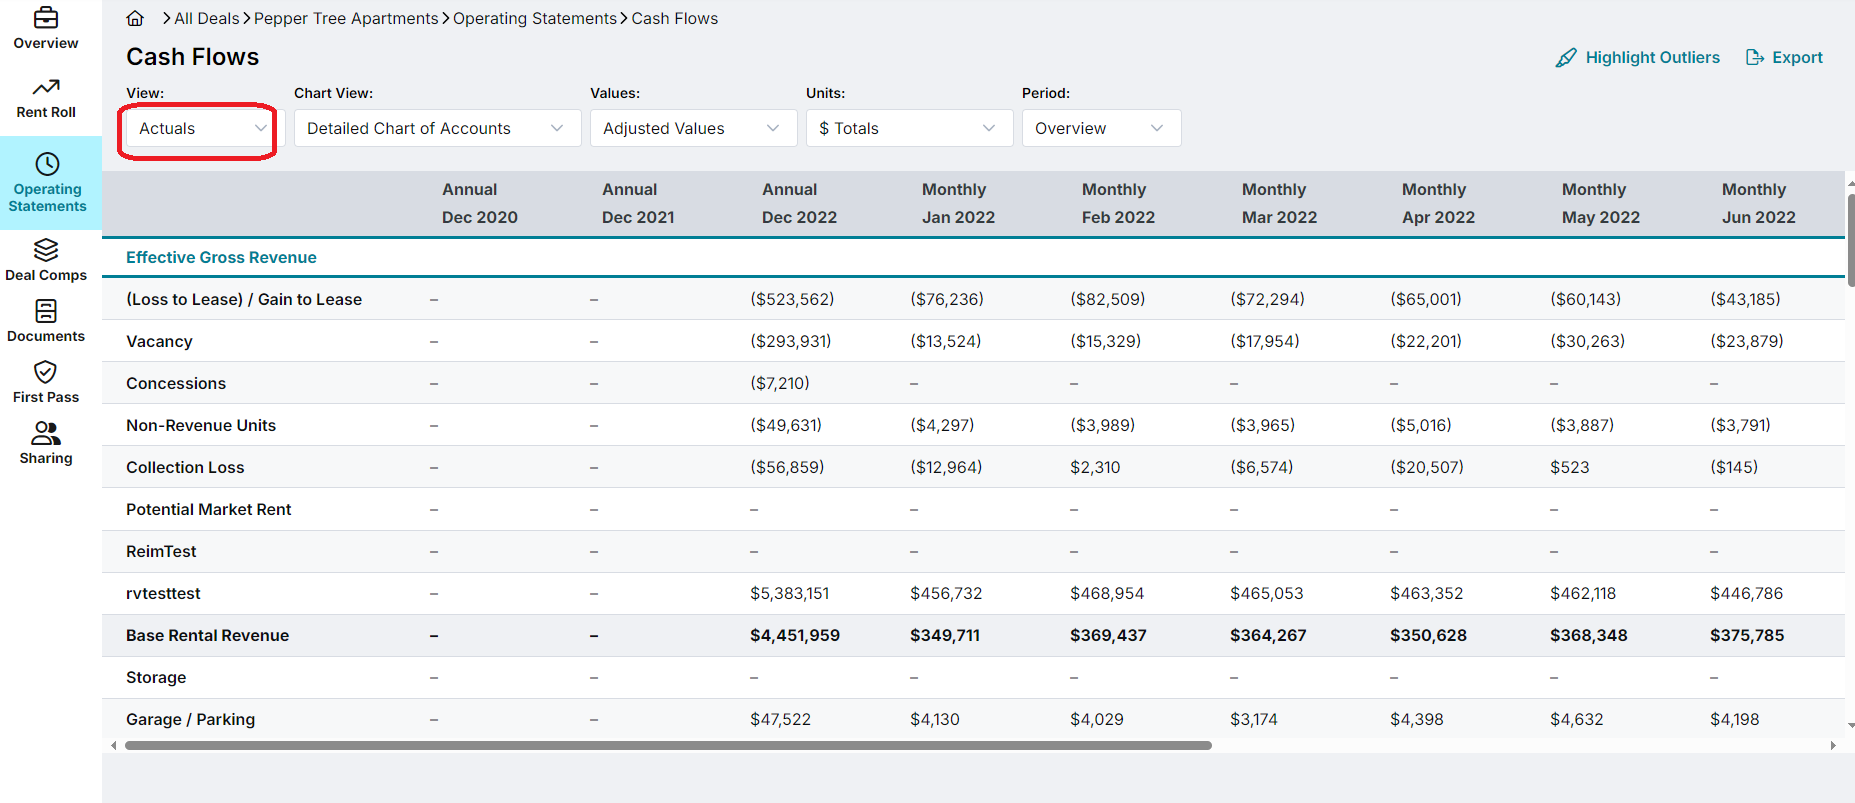 All Deals Pepper Tree Apartments Operating Statements Cash Flows
Overview
Rent Roll
Operating
Statements
Deal Comps
Documents
First Pass
Sharing
Cash Flows
Highlight Outliers Export
View: Chart View: Values: Units: Period:
Actuals Detailed Chart of Accounts Adjusted Values $ Totals Overview
Annual Annual Annual Monthly Monthly Monthly Monthly Monthly Monthly
Dec 2020 Dec 2021 Dec 2022 Jan 2022 Feb 2022 Mar 2022 Apr 2022 May 2022 Jun 2022
Effective Gross Revenue
(Loss to Lease) / Gain to Lease – – ($523,562) ($76,236) ($82,509) ($72,294) ($65,001) ($60,143) ($43,185)
Vacancy – – ($293,931) ($13,524) ($15,329) ($17,954) ($22,201) ($30,263) ($23,879)
Concessions – – ($7,210) – – – – – –
Non-Revenue Units – – ($49,631) ($4,297) ($3,989) ($3,965) ($5,016) ($3,887) ($3,791)
Collection Loss – – ($56,859) ($12,964) $2,310 ($6,574) ($20,507) $523 ($145)
Potential Market Rent – – – – – – – – –
ReimTest – – – – – – – – –
rvtesttest – – $5,383,151 $456,732 $468,954 $465,053 $463,352 $462,118 $446,786
Base Rental Revenue – – $4,451,959 $349,711 $369,437 $364,267 $350,628 $368,348 $375,785
Storage – – – – – – – – –
Garage / Parking – – $47,522 $4,130 $4,029 $3,174 $4,398 $4,632 $4,198